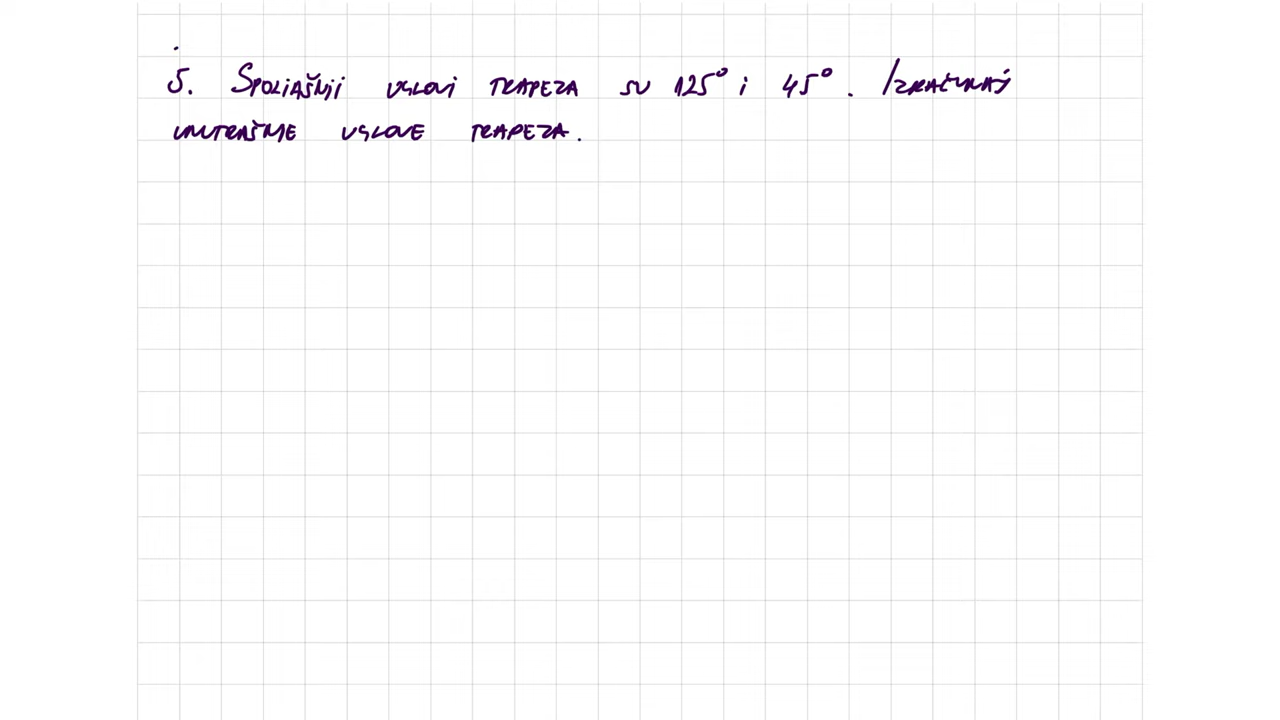 5. Spoljašnji uglovi trapeza su 125° i 45°. Izračunaj
unutrašnje uglove trapeza.